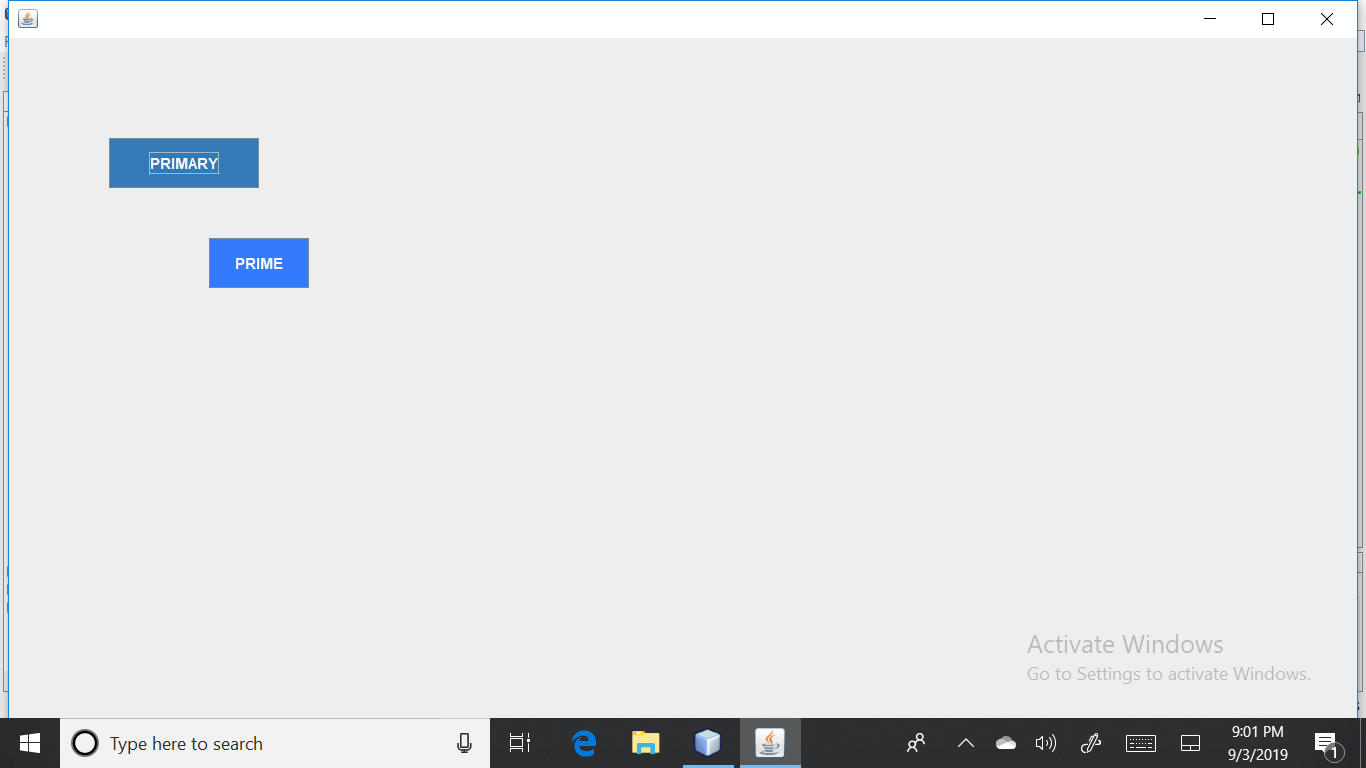 PRIMARY
PRIME
Activate Windows
Go to Settings to activate Windows.
Type here to search
9:01 PM
9/3/2019
1